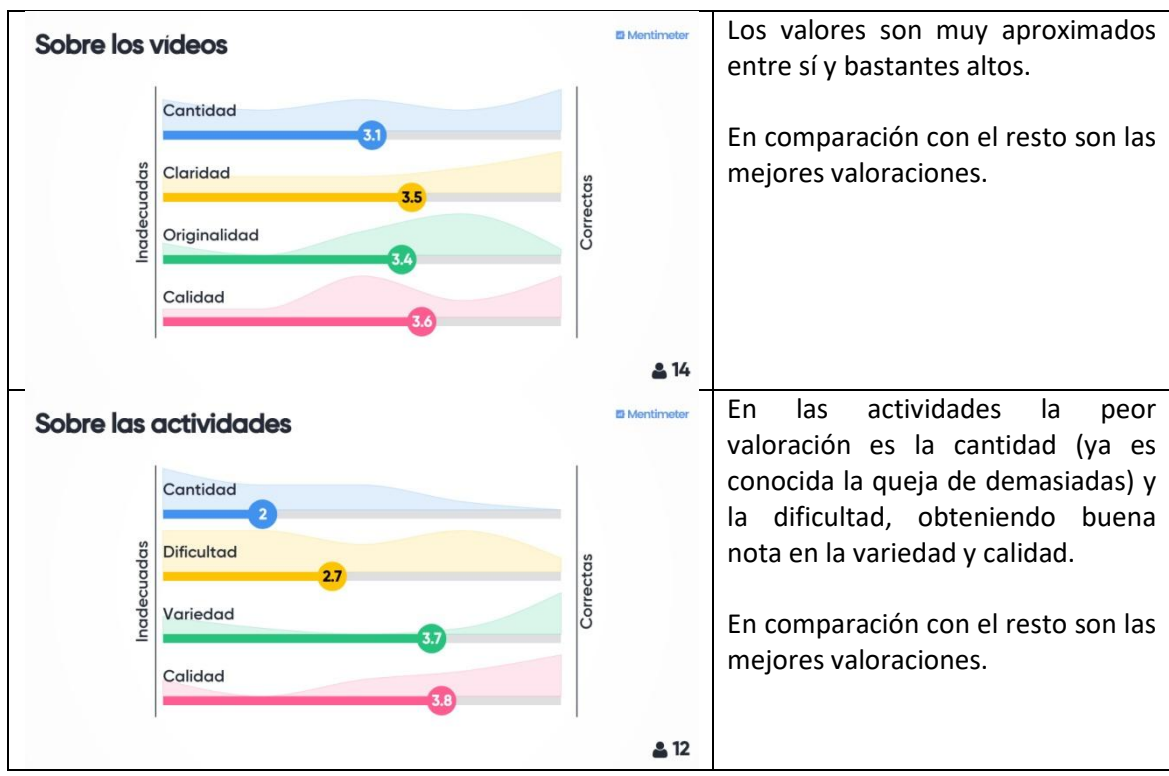 Sobre los vídeos
Mentimeter
Inadecuadas
Cantidad
3.1
Claridad
3.5
Originalidad
3.4
Calidad
3.6
Correctas
14
Los valores son muy aproximados
entre sí y bastantes altos.
En comparación con el resto son las
mejores valoraciones.
Sobre las actividades
Mentimeter
Inadecuadas
Cantidad
2
Dificultad
2.7
Variedad
3.7
Calidad
3.8
Correctas
12
En las actividades la peor
valoración es la cantidad (ya es
conocida la queja de demasiadas) y
la dificultad, obteniendo buena
nota en la variedad y calidad.
En comparación con el resto son las
mejores valoraciones.